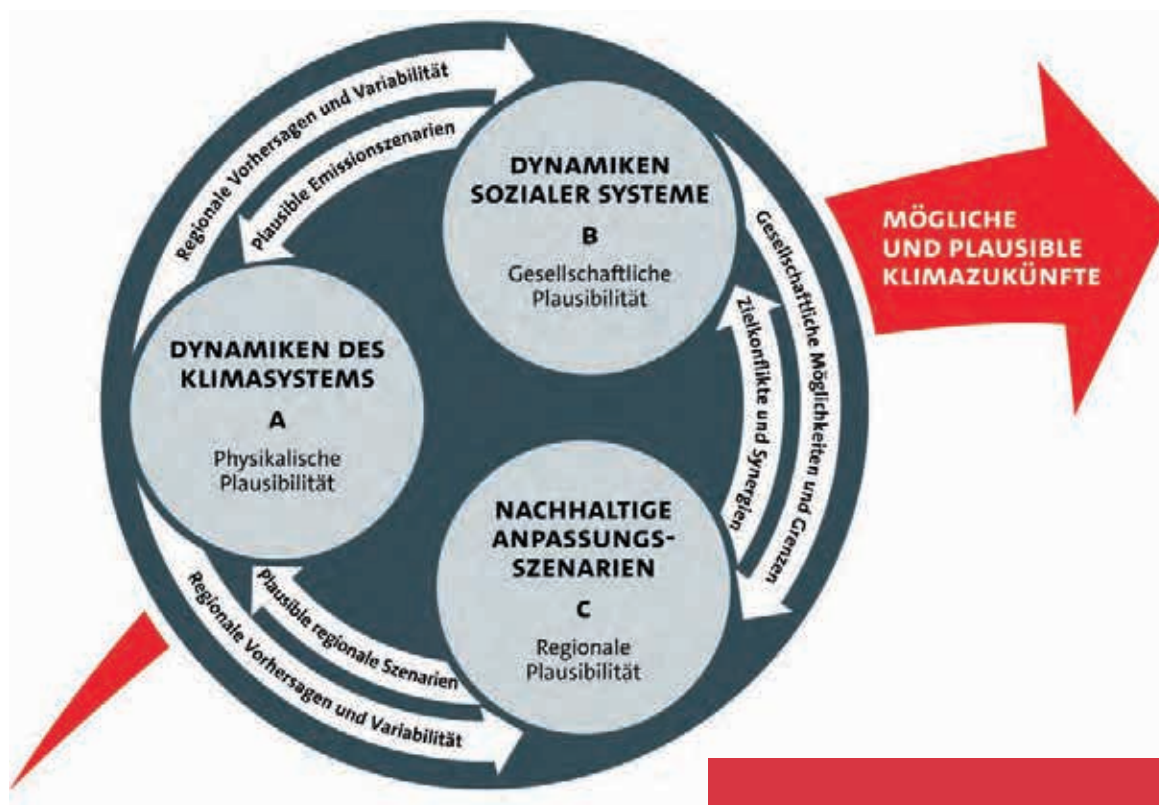 Regionale Vorhersagen und Variabilität
Plausible Emissionszenarien
DYNAMIKEN
SOZIALER SYSTEME
B
Gesellschaftliche
Plausibilität
MÖGLICHE
UND PLAUSIBLE
KLIMAZUKÜNFTE
Gesellschaftliche Möglichkeiten und Grenzen
Zielkonflikte und Synergien
DYNAMIKEN DES
KLIMASYSTEMS
A
Physikalische
Plausibilität
NACHHALTIGE
ANPASSUNGS-
SZENARIEN
C
Regionale
Plausibilität
Plausible regionale Szenarien
Regionale Vorhersagen und Variabilität